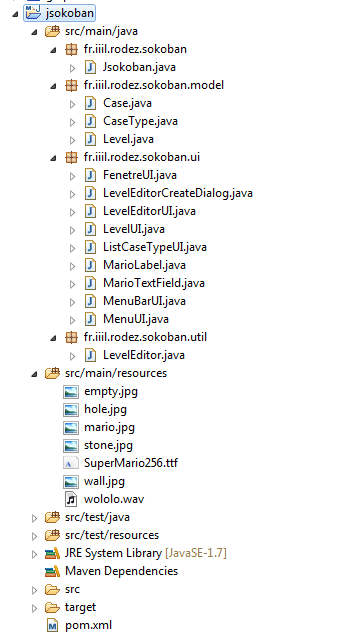 jsokoban
src/main/java
fr.iiil.rodez.sokoban
Jsokoban.java
fr.iiil.rodez.sokoban.model
Case.java
CaseType.java
Level.java
fr.iiil.rodez.sokoban.ui
FenetreUI.java
LevelEditorCreateDialog.java
LevelEditorUI.java
LevelUI.java
ListCaseTypeUI.java
MarioLabel.java
MarioTextField.java
MenuBarUI.java
MenuUI.java
fr.iiil.rodez.sokoban.util
LevelEditor.java
src/main/resources
empty.jpg
hole.jpg
mario.jpg
stone.jpg
SuperMario256.ttf
wall.jpg
wololo.wav
src/test/java
src/test/resources
JRE System Library [JavaSE-1.7]
Maven Dependencies
src
target
pom.xml